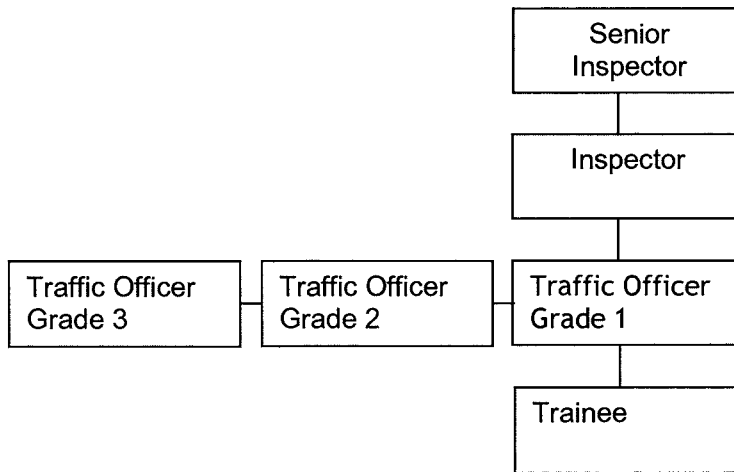 Senior
Inspector
Inspector
Traffic Officer
Grade 3
Traffic Officer
Grade 2
Traffic Officer
Grade 1
Trainee